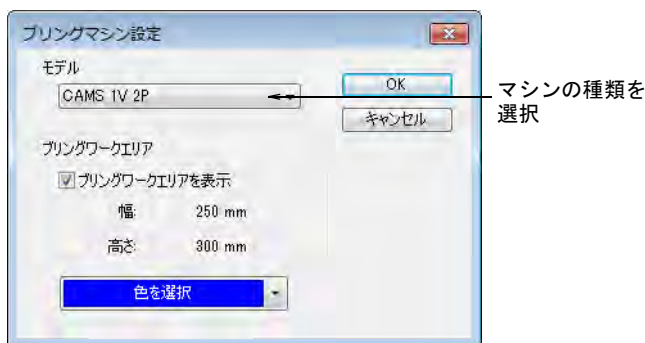 ブリングマシン設定
モデル
CAMS 1V 2P
OK
キャンセル
マシンの種類を
選択
ブリングワークエリア
ブリングワークエリアを表示
幅: 250 mm
高さ: 300 mm
色を選択